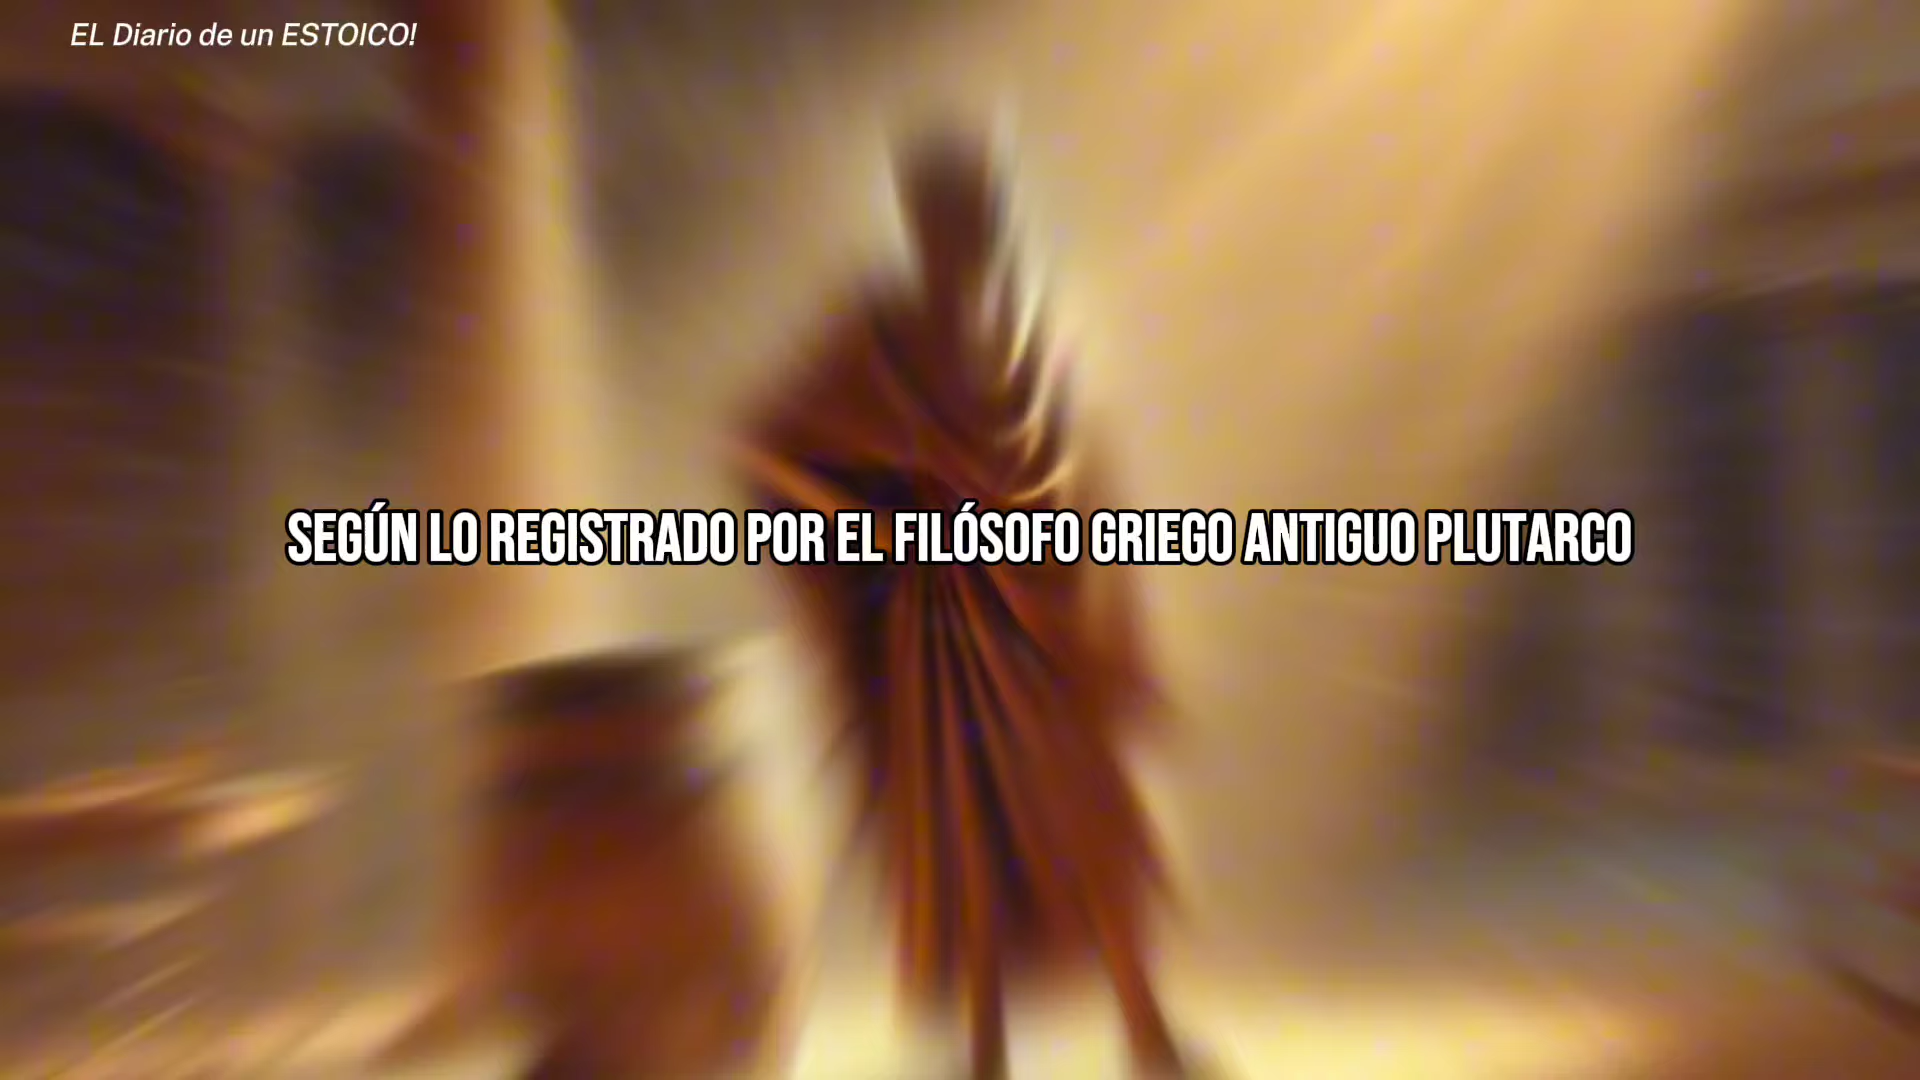 EL Diario de un ESTOICO!
SEGÚN LO REGISTRADO POR EL FILÓSOFO GRIEGO ANTIGUO PLUTARCO